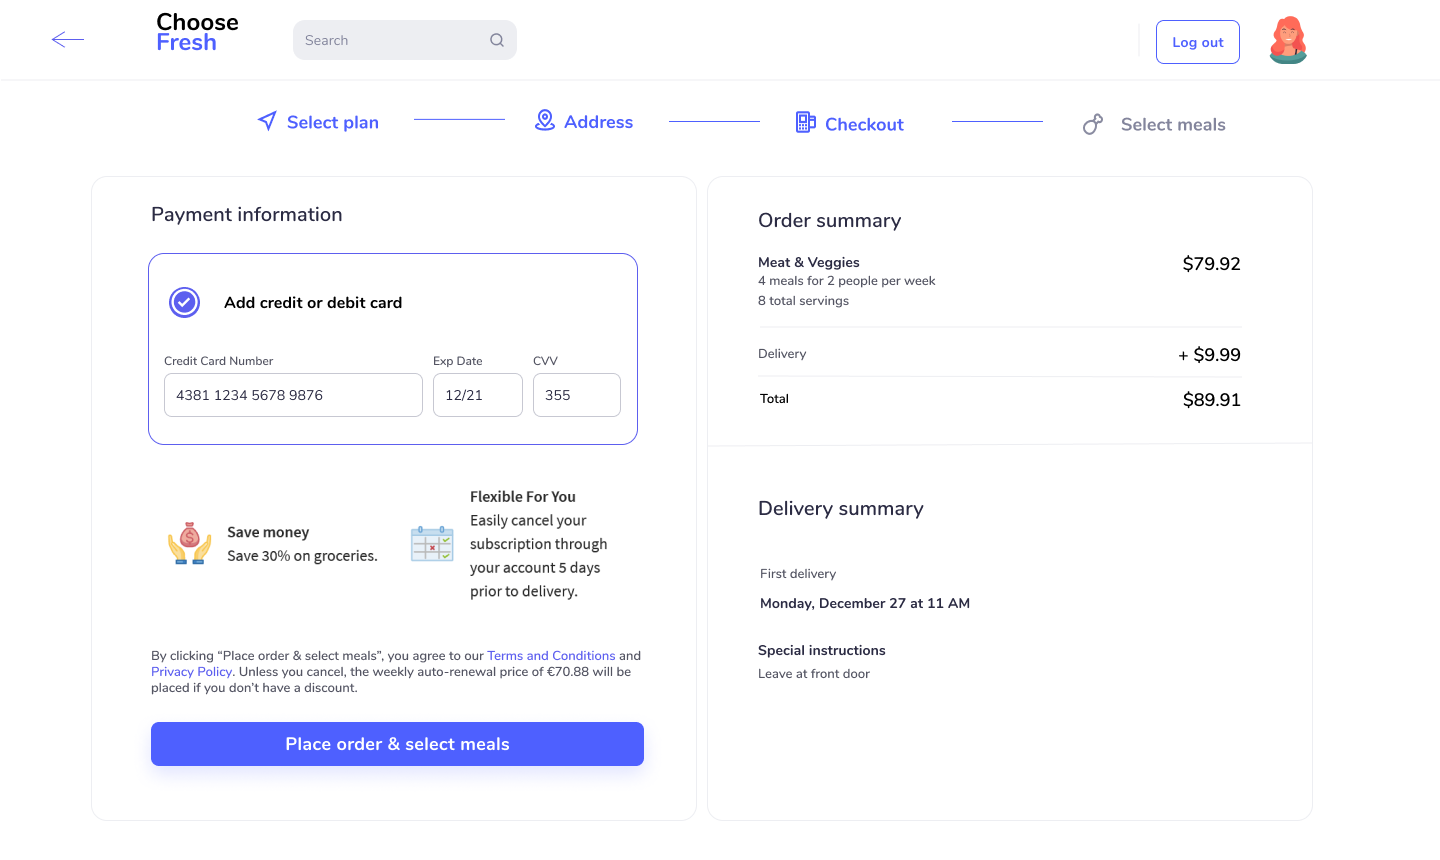 Choose
Fresh
Search
Log out
Select plan
Address
Checkout
Select meals
Payment information
Add credit or debit card
Credit Card Number
Exp Date
CVV
4381 1234 5678 9876
12/21
355
Save money
Save 30% on groceries.
Flexible For You
Easily cancel your
subscription through
your account 5 days
prior to delivery.
By clicking “Place order & select meals”, you agree to our Terms and Conditions and
Privacy Policy. Unless you cancel, the weekly auto-renewal price of €70.88 will be
placed if you don’t have a discount.
Place order & select meals
Order summary
Meat & Veggies
$79.92
4 meals for 2 people per week
8 total servings
Delivery
+ $9.99
Total
$89.91
Delivery summary
First delivery
Monday, December 27 at 11 AM
Special instructions
Leave at front door